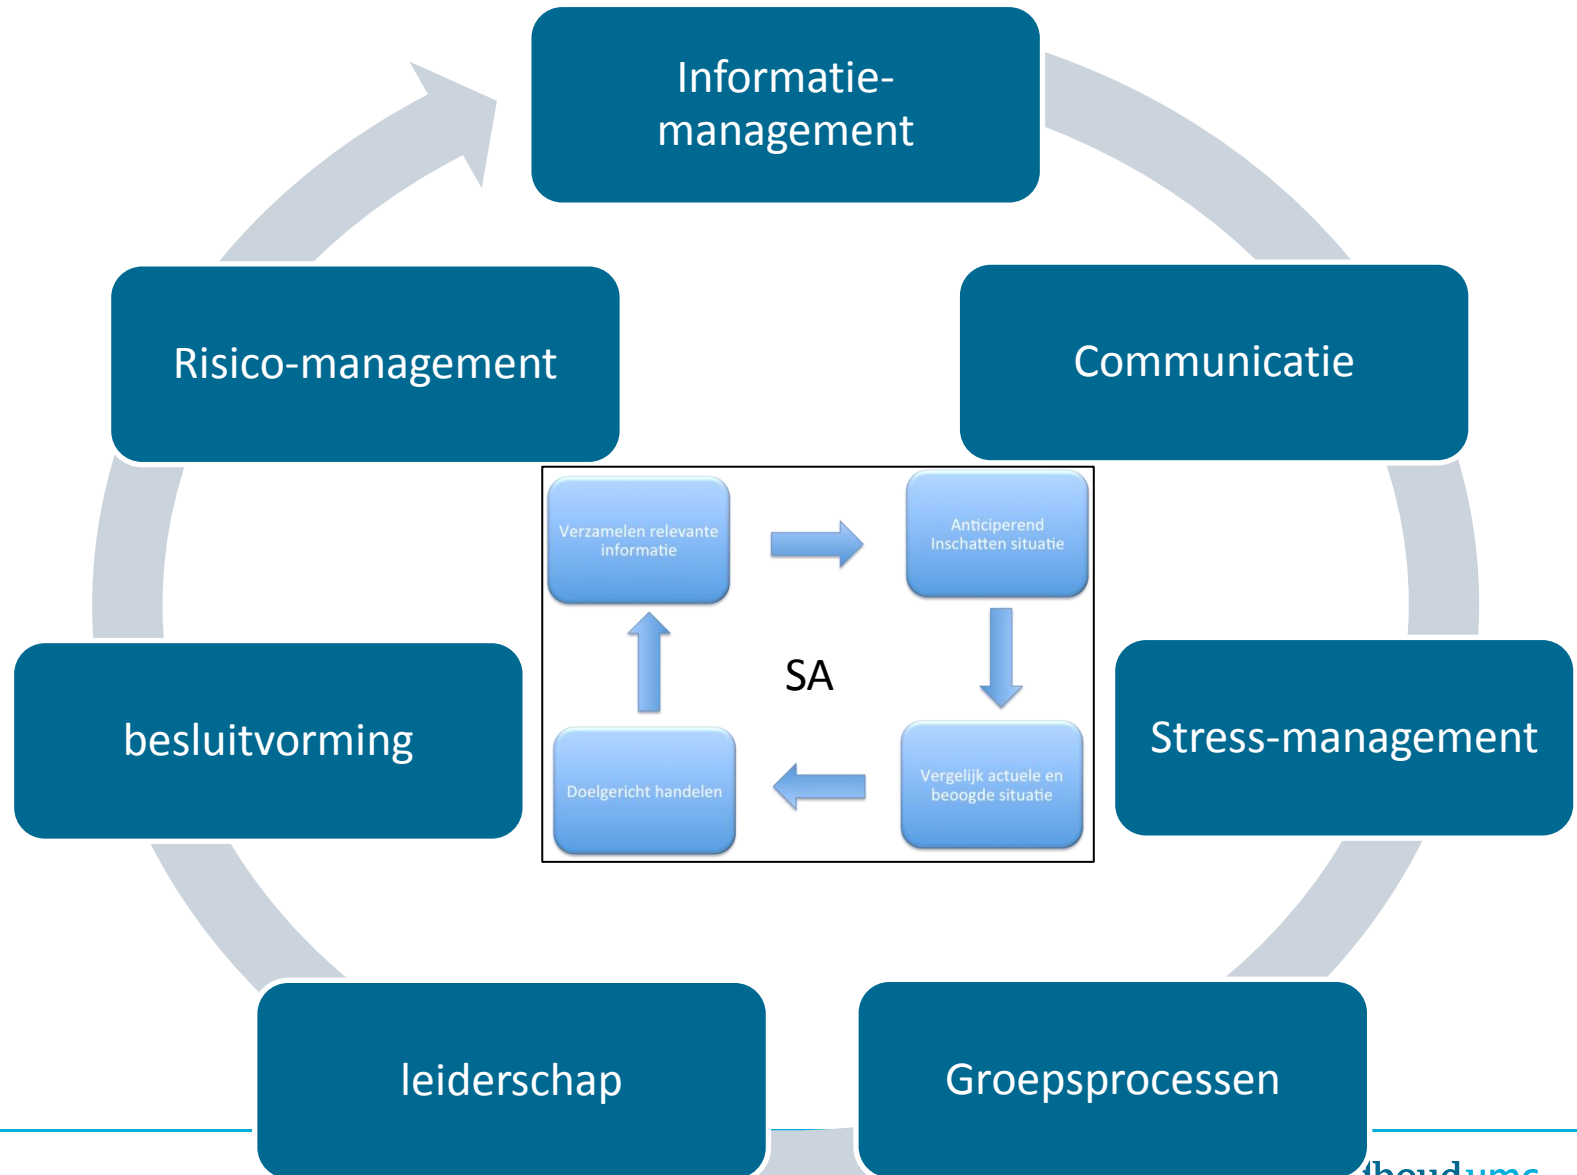 Informatie-
management
Risico-management
Communicatie
Verzamelen relevante
informatie
Anticiperend
Inschatten situatie
SA
besluitvorming
Stress-management
Doelgericht handelen
Vergelijk actuele en
beoogde situatie
leiderschap
Groepsprocessen